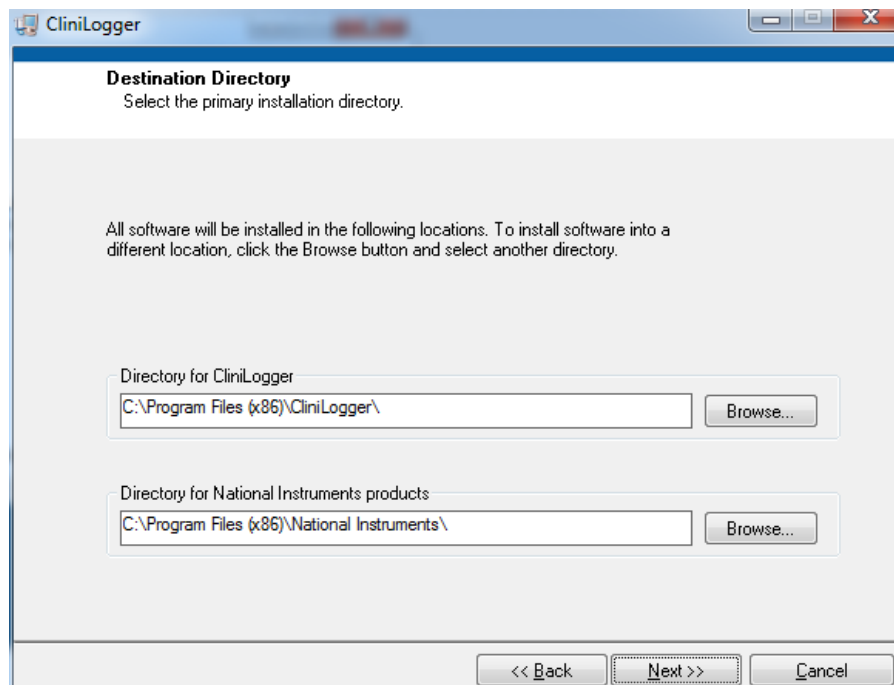 CliniLogger
Destination Directory
Select the primary installation directory.
All software will be installed in the following locations. To install software into a
different location, click the Browse button and select another directory.
Directory for CliniLogger
C:\Program Files (x86)\CliniLogger\
Browse...
Directory for National Instruments products
C:\Program Files (x86)\National Instruments\
Browse...
<< Back
Next >>
Cancel